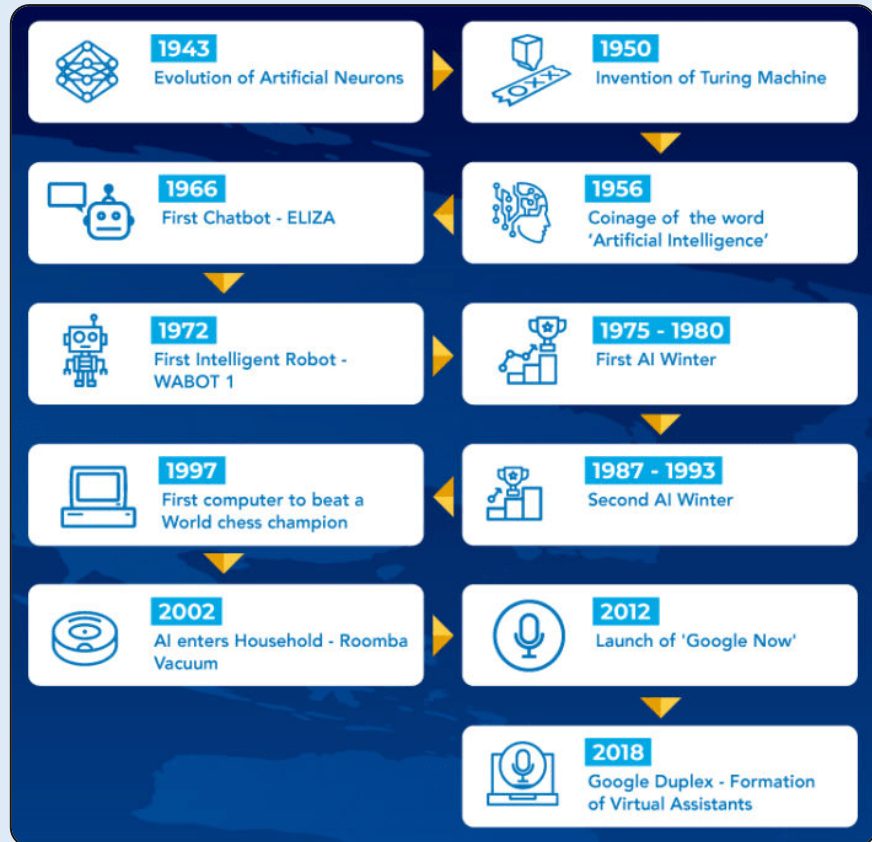 1943
Evolution of Artificial Neurons
1950
Invention of Turing Machine
1956
Coinage of the word
‘Artificial Intelligence’
1966
First Chatbot - ELIZA
1972
First Intelligent Robot -
WABOT 1
1975 - 1980
First AI Winter
1987 - 1993
Second AI Winter
1997
First computer to beat a
World chess champion
2002
AI enters Household - Roomba
Vacuum
2012
Launch of 'Google Now'
2018
Google Duplex - Formation
of Virtual Assistants